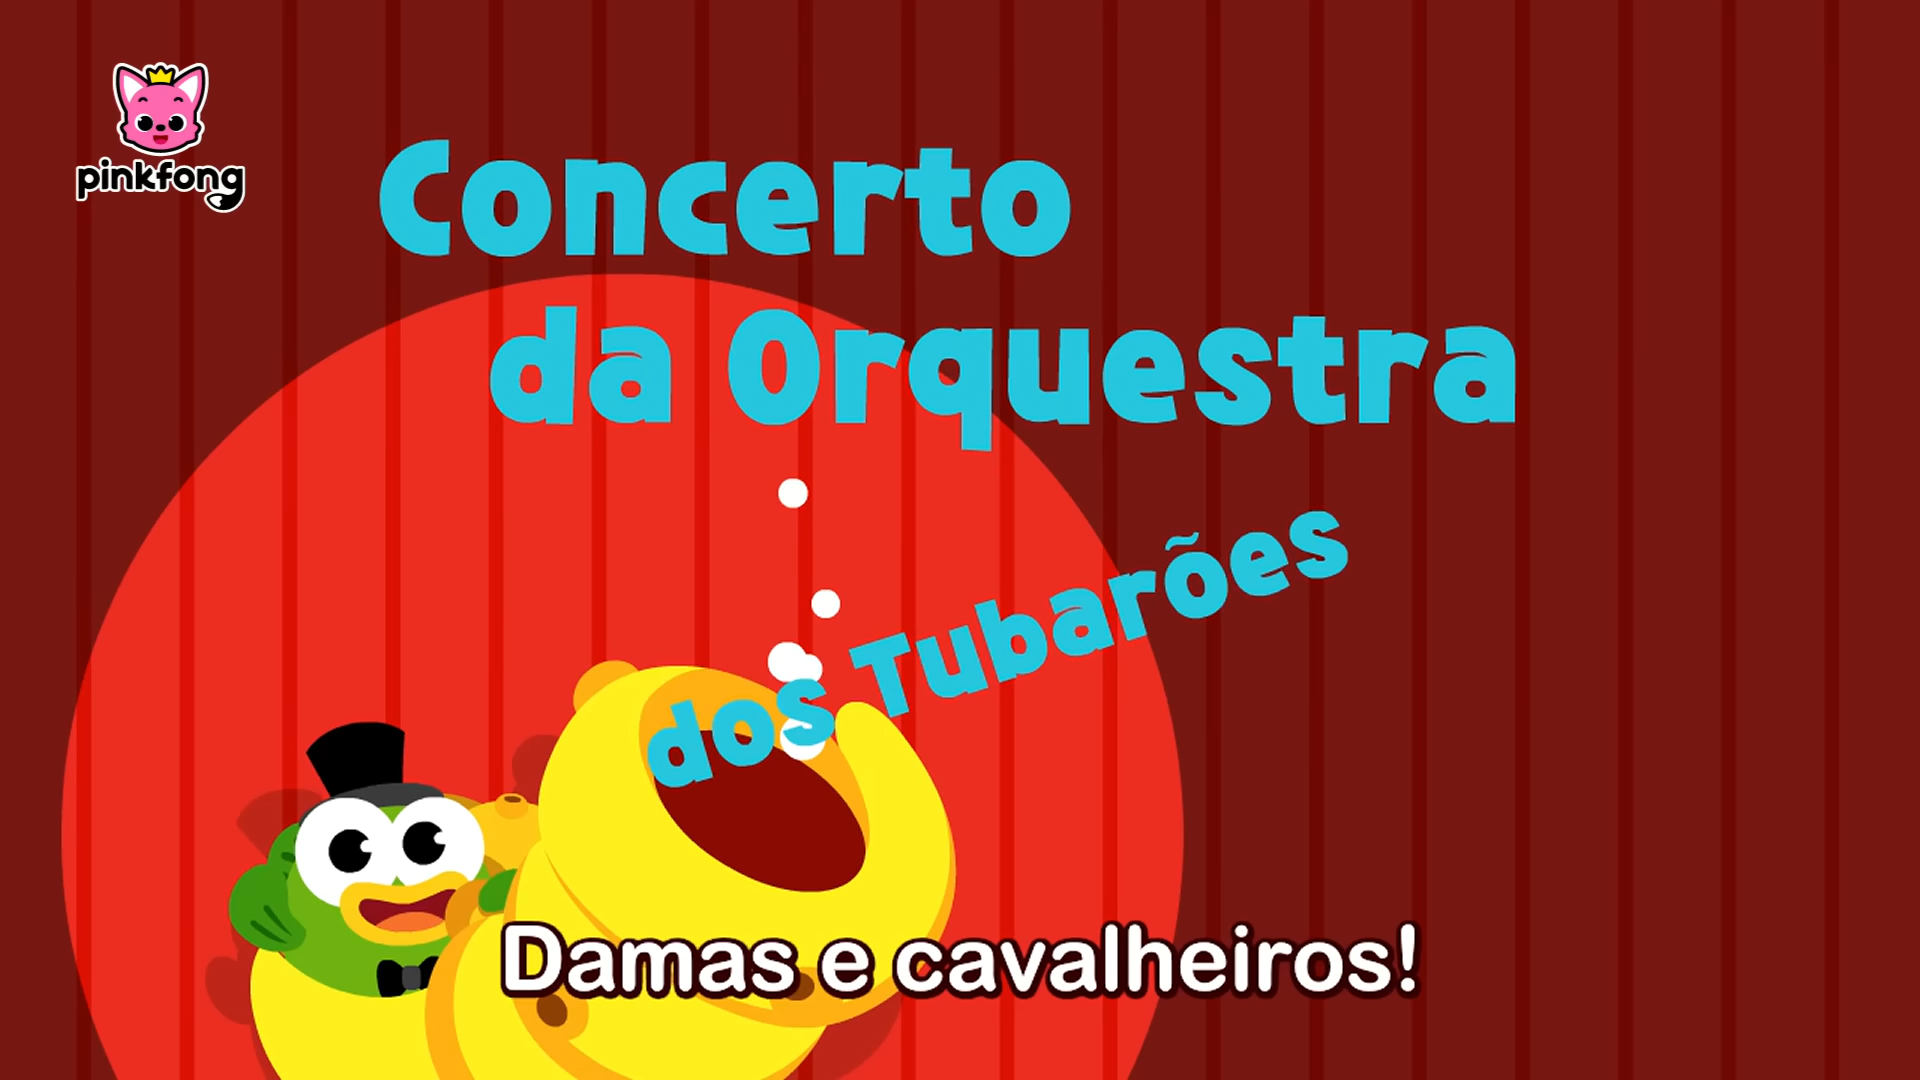 pinkfong
Concerto
da Orquestra
dos Tubarões
Damas e cavalheiros!